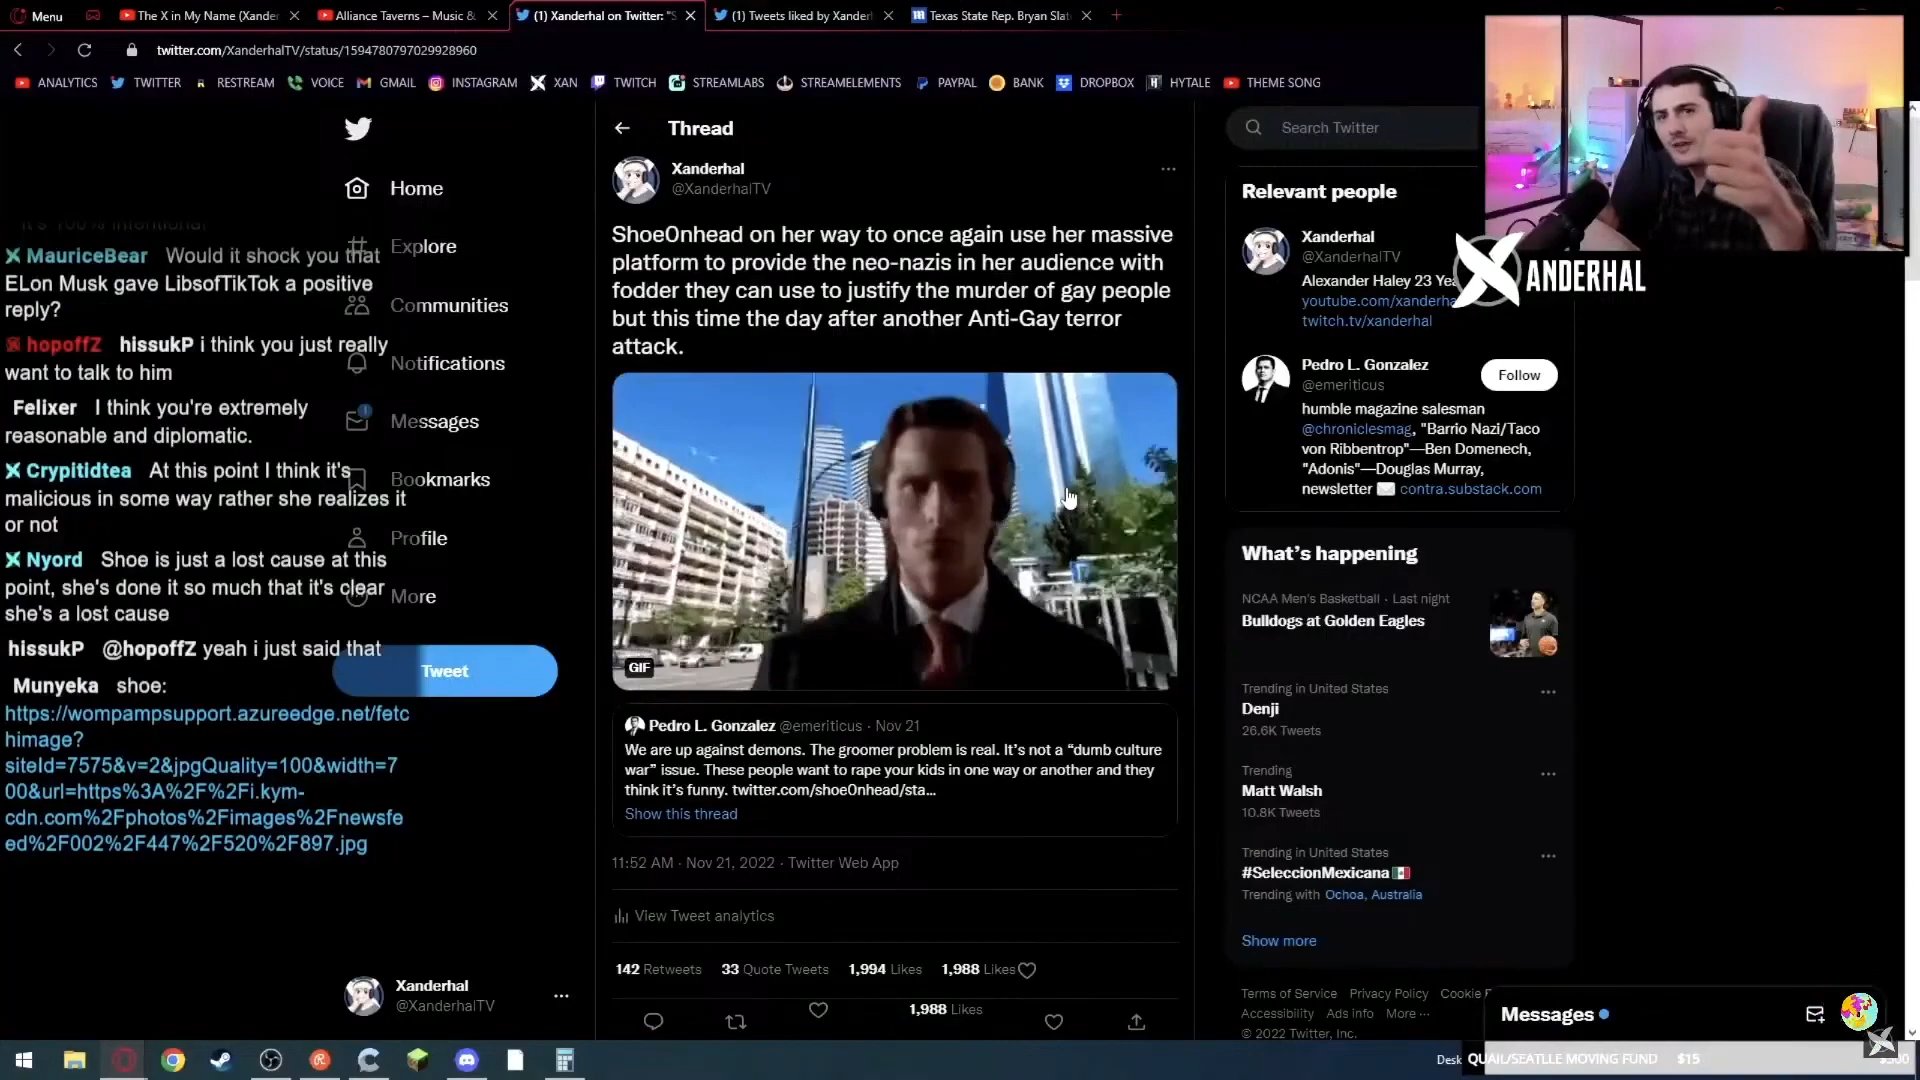 Menu
The X in My Name (Xander
Alliance Taverns – Music &
(1) Xanderhal on Twitter: "S
(1) Tweets liked by Xander
Texas State Rep. Bryan Slat
twitter.com/XanderhalTV/status/1594780797029928960
ANALYTICS
TWITTER
RESTREAM
VOICE
GMAIL
INSTAGRAM
XAN
TWITCH
STREAMLABS
STREAMELEMENTS
PAYPAL
BANK
DROPBOX
HYTALE
THEME SONG
MauriceBear Would it shock you that
ELon Musk gave LibsofTikTok a positive
reply?
hopoffZ hissukP i think you just really
want to talk to him
Felixer I think you're extremely
reasonable and diplomatic.
Crypitidtea At this point I think it's
malicious in some way rather she realizes it
or not
Nyord Shoe is just a lost cause at this
point, she's done it so much that it's clear
she's a lost cause
hissukP @hopoffZ yeah i just said that
Munyeka shoe:
https://wompampsupport.azureedge.net/fetc
himage?
siteId=7575&v=2&jpgQuality=100&width=7
00&url=https%3A%2F%2Fi.kym-
cdn.com%2Fphotos%2Fimages%2Fnewsfe
ed%2F002%2F447%2F520%2F897.jpg
Home
Explore
Communities
Notifications
Messages
Bookmarks
Profile
More
Tweet
Xanderhal
@XanderhalTV
Thread
Xanderhal
@XanderhalTV
Shoe0nhead on her way to once again use her massive
platform to provide the neo-nazis in her audience with
fodder they can use to justify the murder of gay people
but this time the day after another Anti-Gay terror
attack.
GIF
Pedro L. Gonzalez @emeriticus · Nov 21
We are up against demons. The groomer problem is real. It's not a “dumb culture
war” issue. These people want to rape your kids in one way or another and they
think it's funny. twitter.com/shoe0nhead/sta...
Show this thread
11:52 AM · Nov 21, 2022 · Twitter Web App
View Tweet analytics
142 Retweets 33 Quote Tweets 1,994 Likes 1,988 Likes
1,988 Likes
Search Twitter
Relevant people
Xanderhal
@XanderhalTV
Alexander Haley 23 Ye
youtube.com/xanderha
twitch.tv/xanderhal
XANDERHAL
Pedro L. Gonzalez
@emeriticus
Follow
humble magazine salesman
@chroniclesmag, "Barrio Nazi/Taco
von Ribbentrop"—Ben Domenech,
"Adonis"—Douglas Murray,
newsletter contra.substack.com
What's happening
NCAA Men's Basketball · Last night
Bulldogs at Golden Eagles
Trending in United States
Denji
26.6K Tweets
Trending
Matt Walsh
10.8K Tweets
Trending in United States
#SeleccionMexicana
Trending with Ochoa, Australia
Show more
Terms of Service Privacy Policy Cookie
Accessibility Ads info More
© 2022 Twitter, Inc.
Messages
Desk
QUAIL/SEATLLE MOVING FUND $15